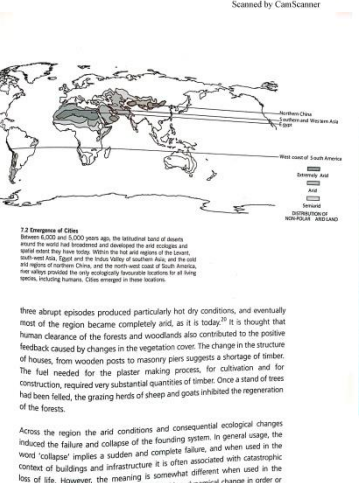 Scanned by CamScanner
Northern China
Southern and Western Asia
Egypt
West coast of South America
Extremely Arid
Arid
Semiarid
DISTRIBUTION OF
NON-POLAR ARID LAND
7.2 Emergence of Cities
Between 6,000 and 5,000 years ago, the latitudinal band of deserts
around the world had broadened and developed the arid ecologies and
spatial extent they have today. Within the hot arid regions of the Levant,
south-west Asia, Egypt and the Indus Valley of southern Asia, and the cold
arid regions of northern China, and the north-west coast of South America,
river valleys provided the only ecologically favourable locations for all living
species, including humans. Cities emerged in these locations.
three abrupt episodes produced particularly hot dry conditions, and eventually
most of the region became completely arid, as it is today.20 It is thought that
human clearance of the forests and woodlands also contributed to the positive
feedback caused by changes in the vegetation cover. The change in the structure
of houses, from wooden posts to masonry piers suggests a shortage of timber.
The fuel needed for the plaster making process, for cultivation and for
construction, required very substantial quantities of timber. Once a stand of trees
had been felled, the grazing herds of sheep and goats inhibited the regeneration
of the forests.
Across the region the arid conditions and consequential ecological changes
induced the failure and collapse of the founding system. In general usage, the
word 'collapse' implies a sudden and complete failure, and when used in the
context of buildings and infrastructure it is often associated with catastrophic
loss of life. However, the meaning is somewhat different when used in the
change in order or